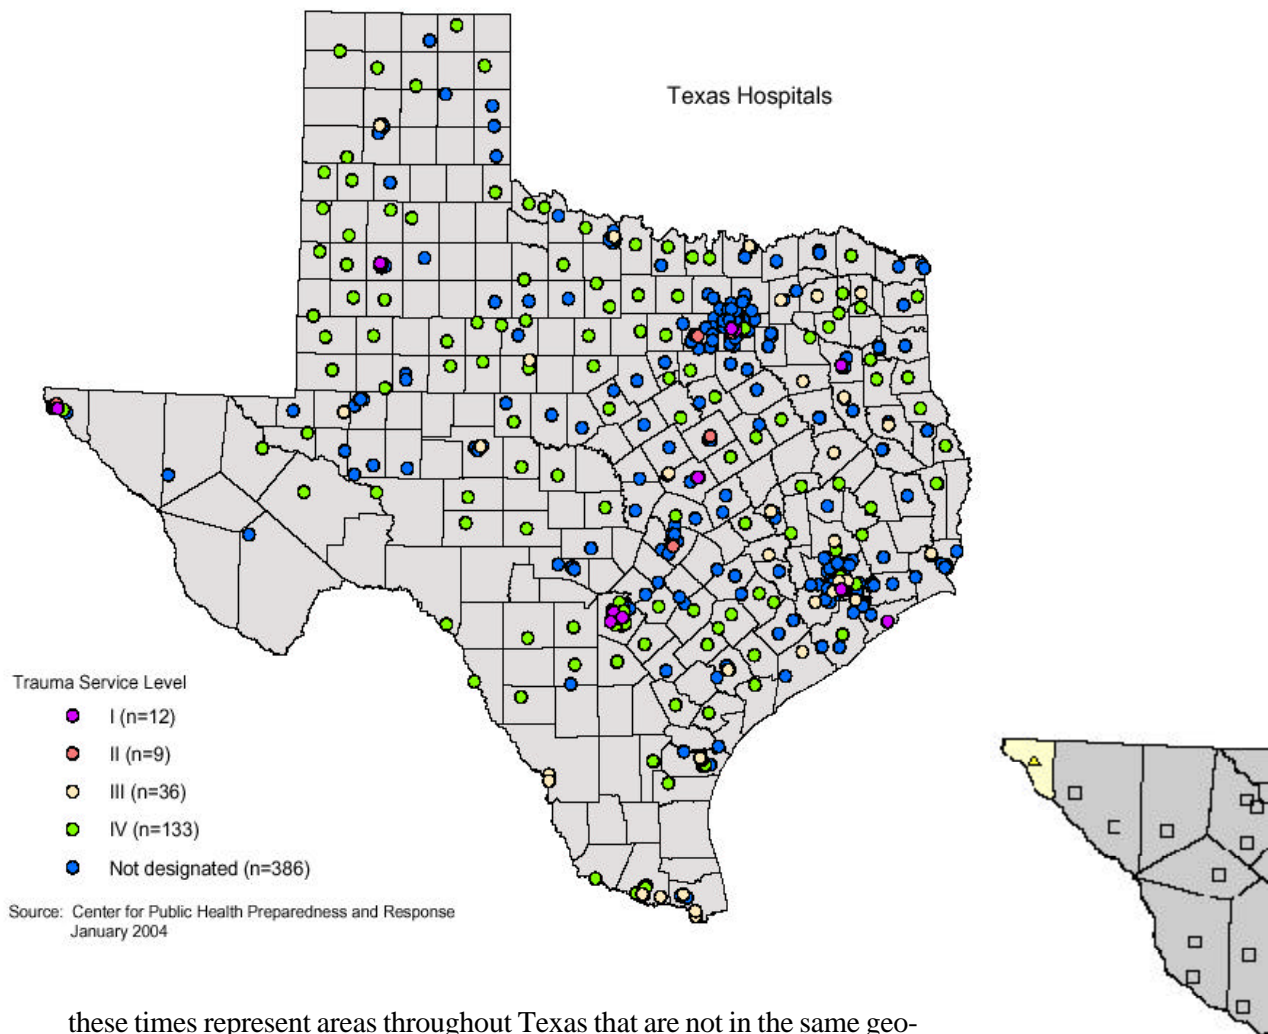 Texas Hospitals
Trauma Service Level
I (n=12)
II (n=9)
III (n=36)
IV (n=133)
Not designated (n=386)
Source: Center for Public Health Preparedness and Response
January 2004
these times represent areas throughout Texas that are not in the same geo-